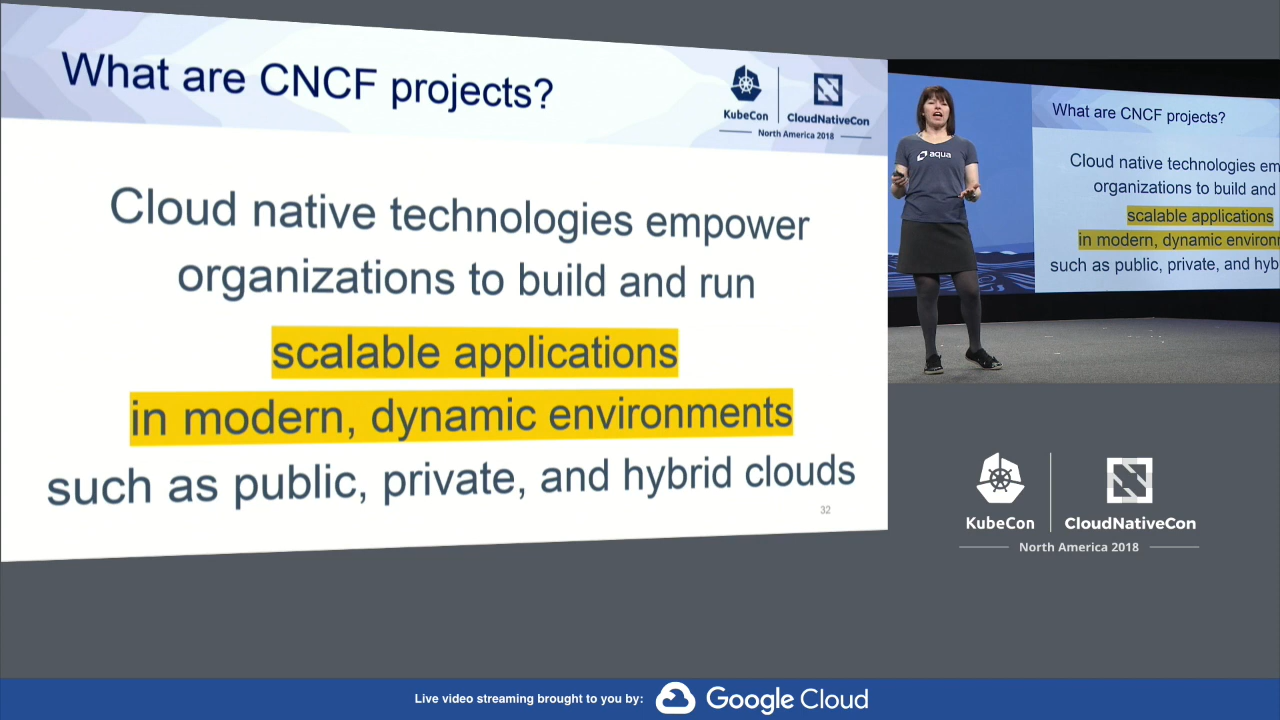 What are CNCF projects?
KubeCon
CloudNativeCon
North America 2018
Cloud native technologies empower
organizations to build and run
scalable applications
in modern, dynamic environments
such as public, private, and hybrid clouds
32
aqua
What are CNCF projects?
Cloud native technologies em
organizations to build and
scalable applications
in modern, dynamic environ
such as public, private, and hyb
KubeCon
CloudNativeCon
North America 2018
Live video streaming brought to you by:
Google Cloud